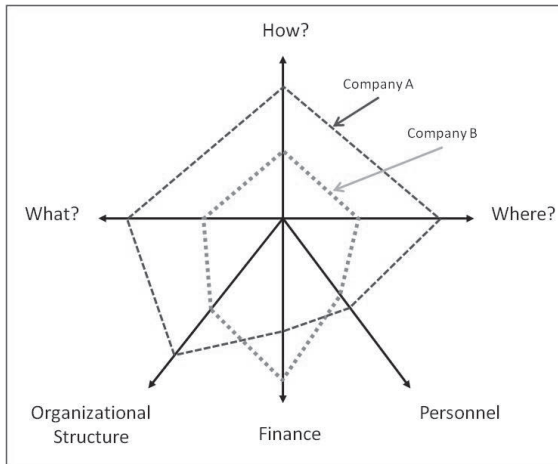 How?
Company A
Company B
What?
Where?
Organizational
Structure
Finance
Personnel